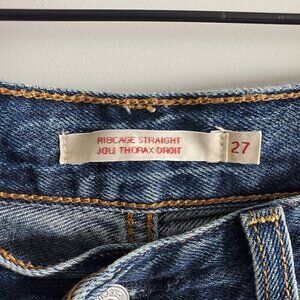 RIBCAGE STRAIGHT
JOLI THORAX DROIT
27